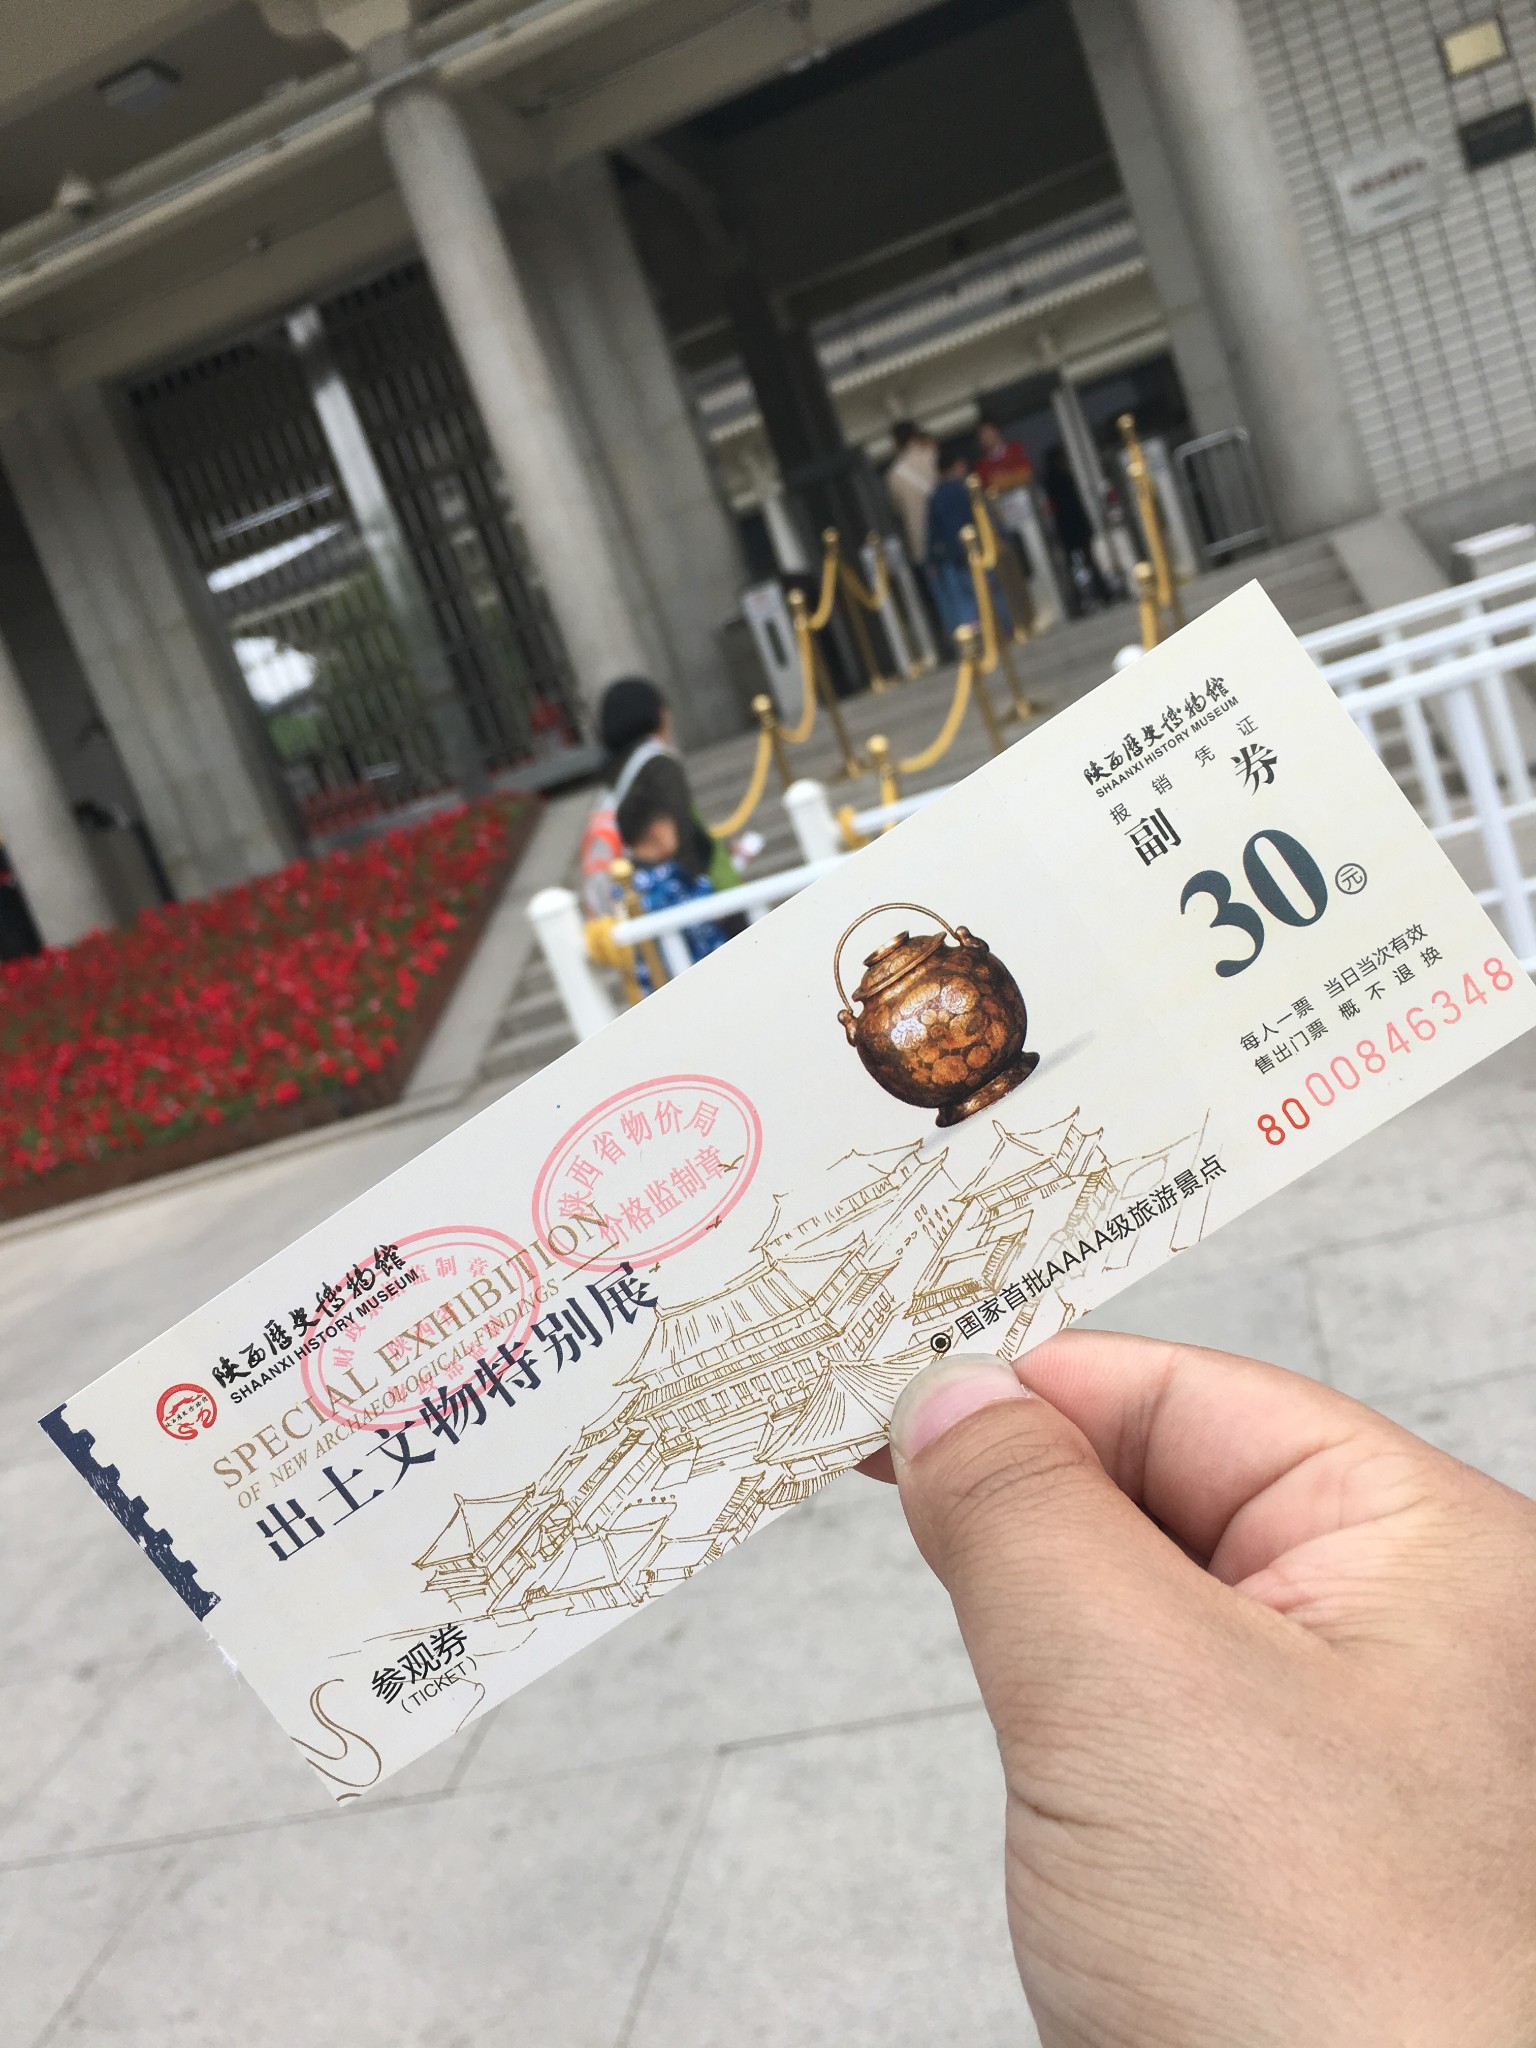 陕西历史博物馆
SHAANXI HISTORY MUSEUM
SPECIAL EXHIBITION
OF NEW ARCHAEOLOGICAL FINDINGS
出土文物特别展
参观券
(TICKET)
陕西省物价局
价格监制章
国家首批AAAA级旅游景点
陕西历史博物馆
SHAANXI HISTORY MUSEUM
报销凭证
副券
30元
每人一票 当日当次有效
售出门票 概不退换
8000846348